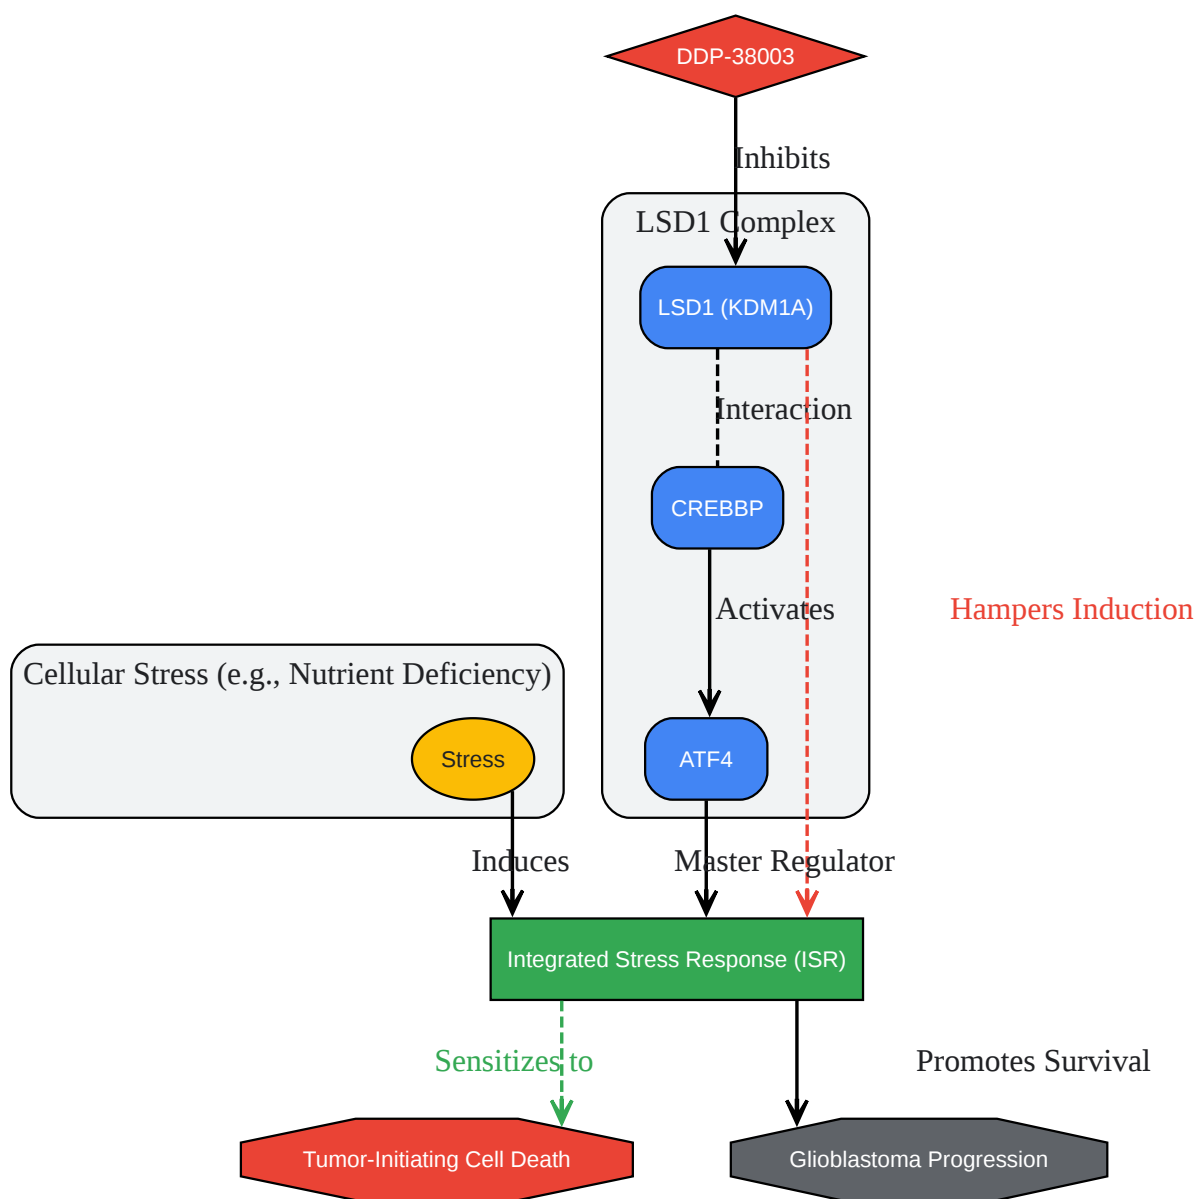 DDP-38003
Inhibits
LSD1 Complex
LSD1 (KDM1A)
Interaction
CREBBP
Activates
Hampers Induction
Cellular Stress (e.g., Nutrient Deficiency)
Stress
ATF4
Induces
Master Regulator
Integrated Stress Response (ISR)
Sensitizes to
Promotes Survival
Tumor-Initiating Cell Death
Glioblastoma Progression